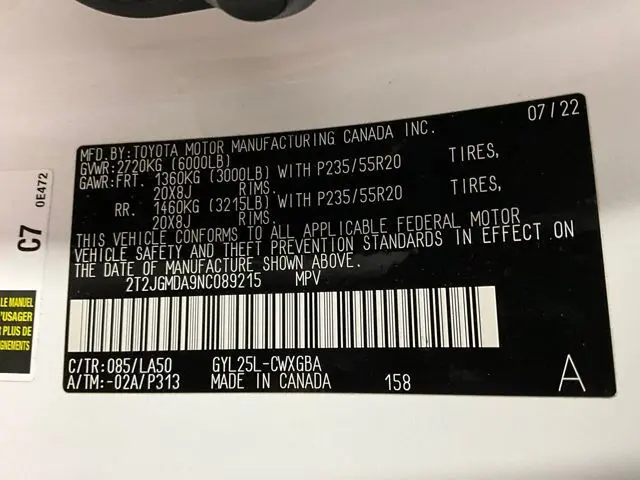 MFD.BY:TOYOTA MOTOR MANUFACTURING CANADA INC. 07/22
GVWR:2720KG (6000LB)
GAWR:FRT. 1360KG (3000LB) WITH P235/55R20 TIRES,
20X8J RIMS.
RR. 1460KG (3215LB) WITH P235/55R20 TIRES,
20X8J RIMS.
THIS VEHICLE CONFORMS TO ALL APPLICABLE FEDERAL MOTOR
VEHICLE SAFETY AND THEFT PREVENTION STANDARDS IN EFFECT ON
THE DATE OF MANUFACTURE SHOWN ABOVE.
2T2JGMDA9NC089215 MPV
C/TR:085/LA50 GYL25L-CWXGBA
A/TM:-02A/P313 MADE IN CANADA 158 A
C7 0E472
LE MANUEL
L'USAGER
R PLUS DE
IGNEMENTS